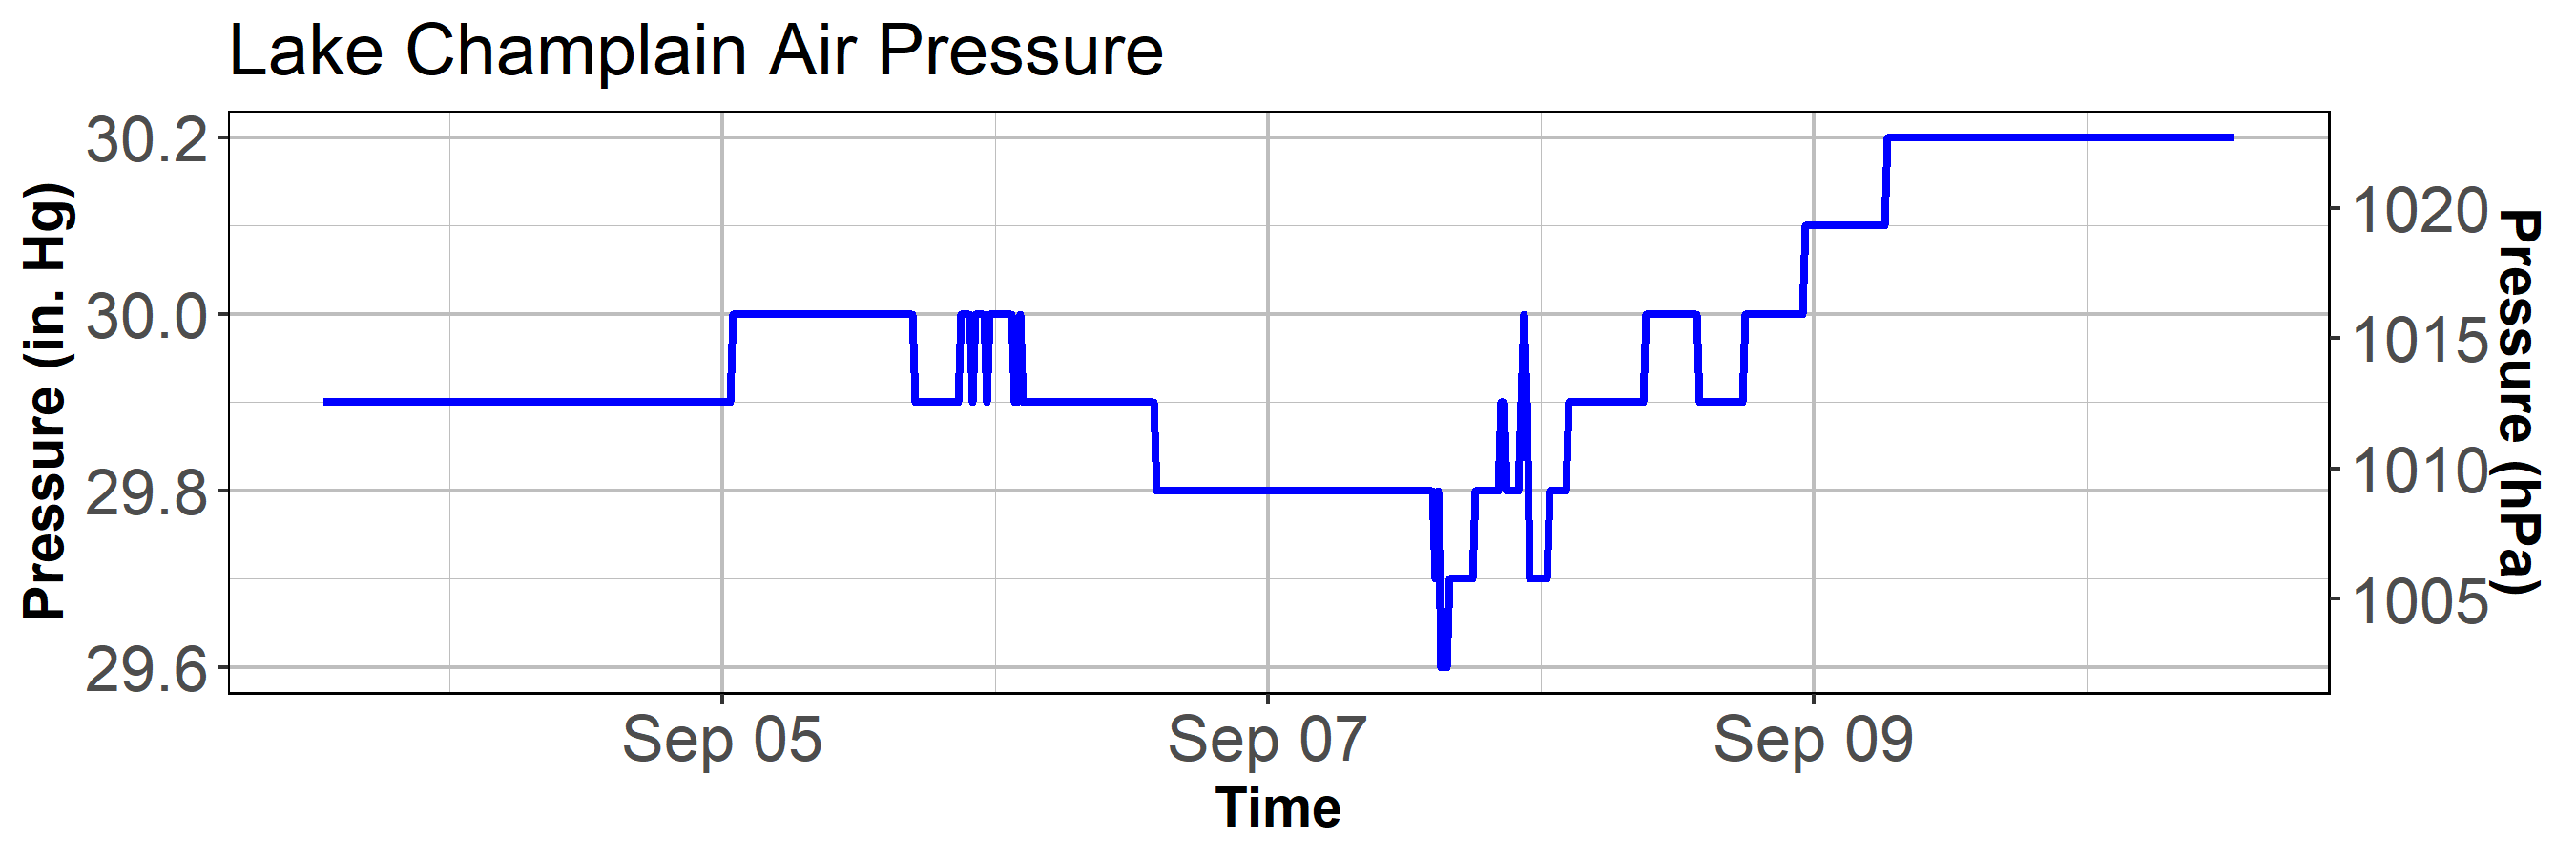 Lake Champlain Air Pressure
30.2
30.0
29.8
29.6
Pressure (in. Hg)
1020
1015
1010
1005
Pressure (hPa)
Sep 05 Sep 07 Sep 09
Time